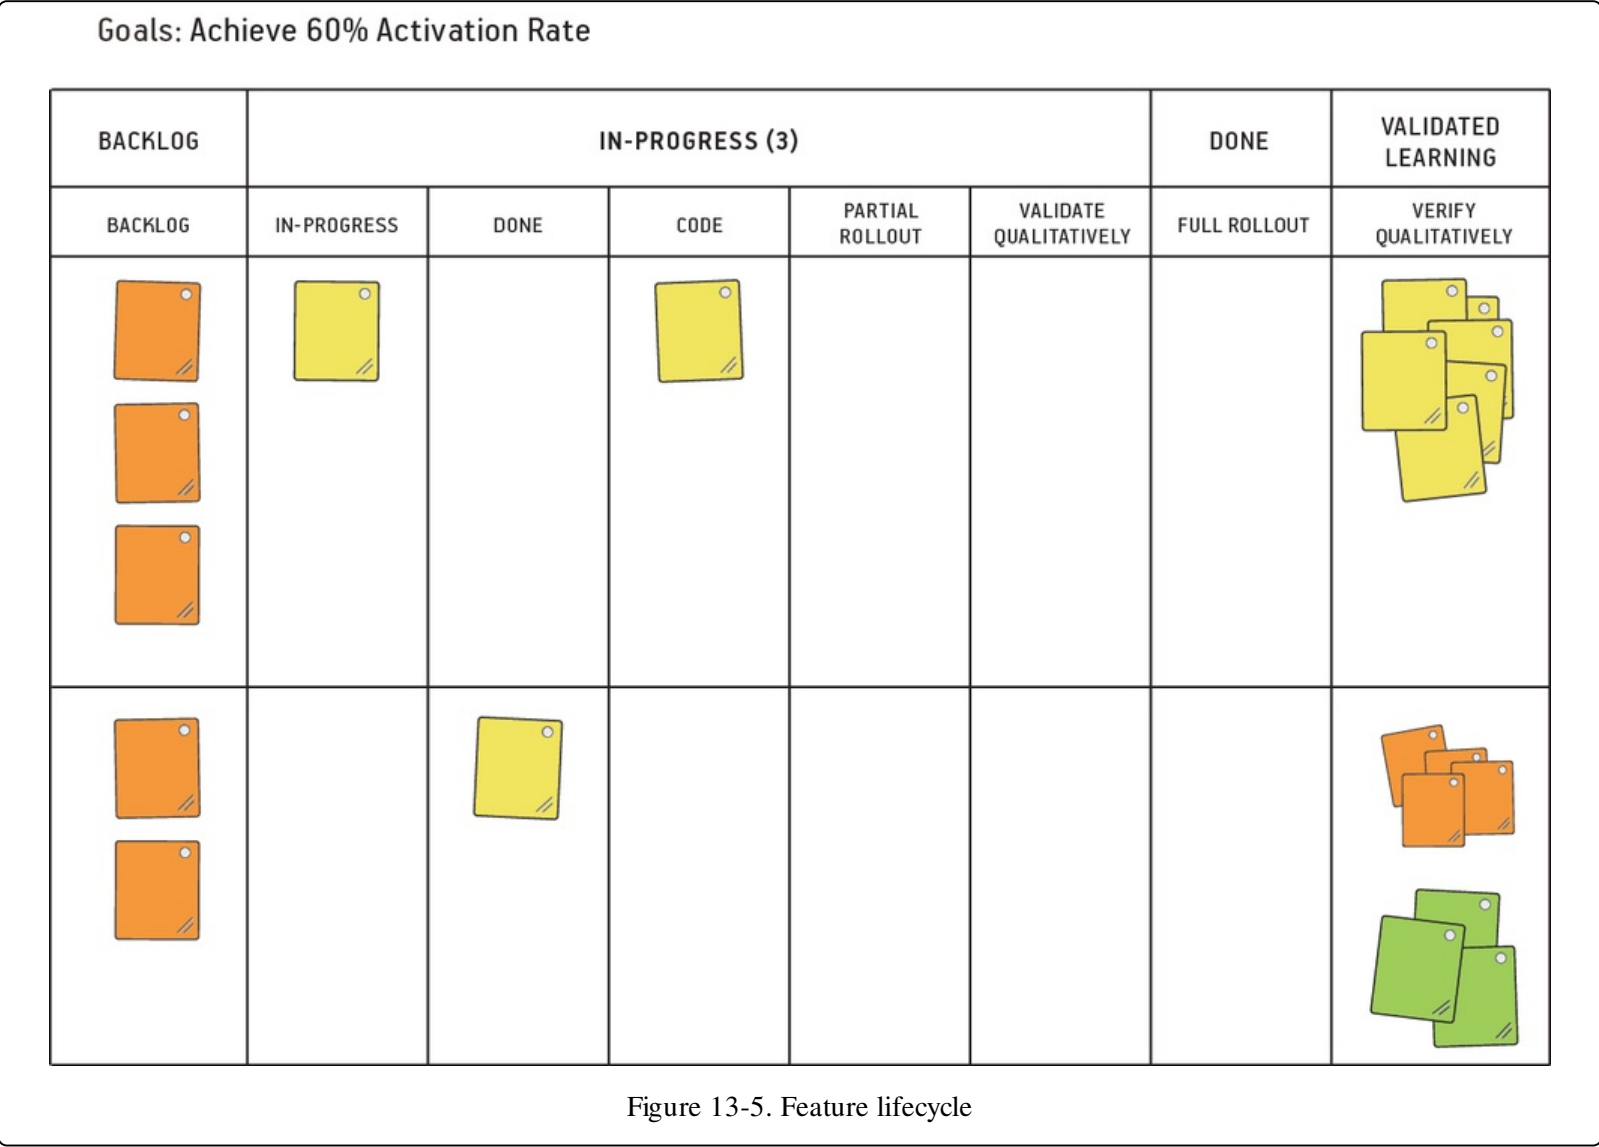 Goals: Achieve 60% Activation Rate
BACKLOG
IN-PROGRESS (3)
DONE
VALIDATED
LEARNING
BACKLOG
IN-PROGRESS
DONE
CODE
PARTIAL
ROLLOUT
VALIDATE
QUALITATIVELY
FULL ROLLOUT
VERIFY
QUALITATIVELY
Figure 13-5. Feature lifecycle